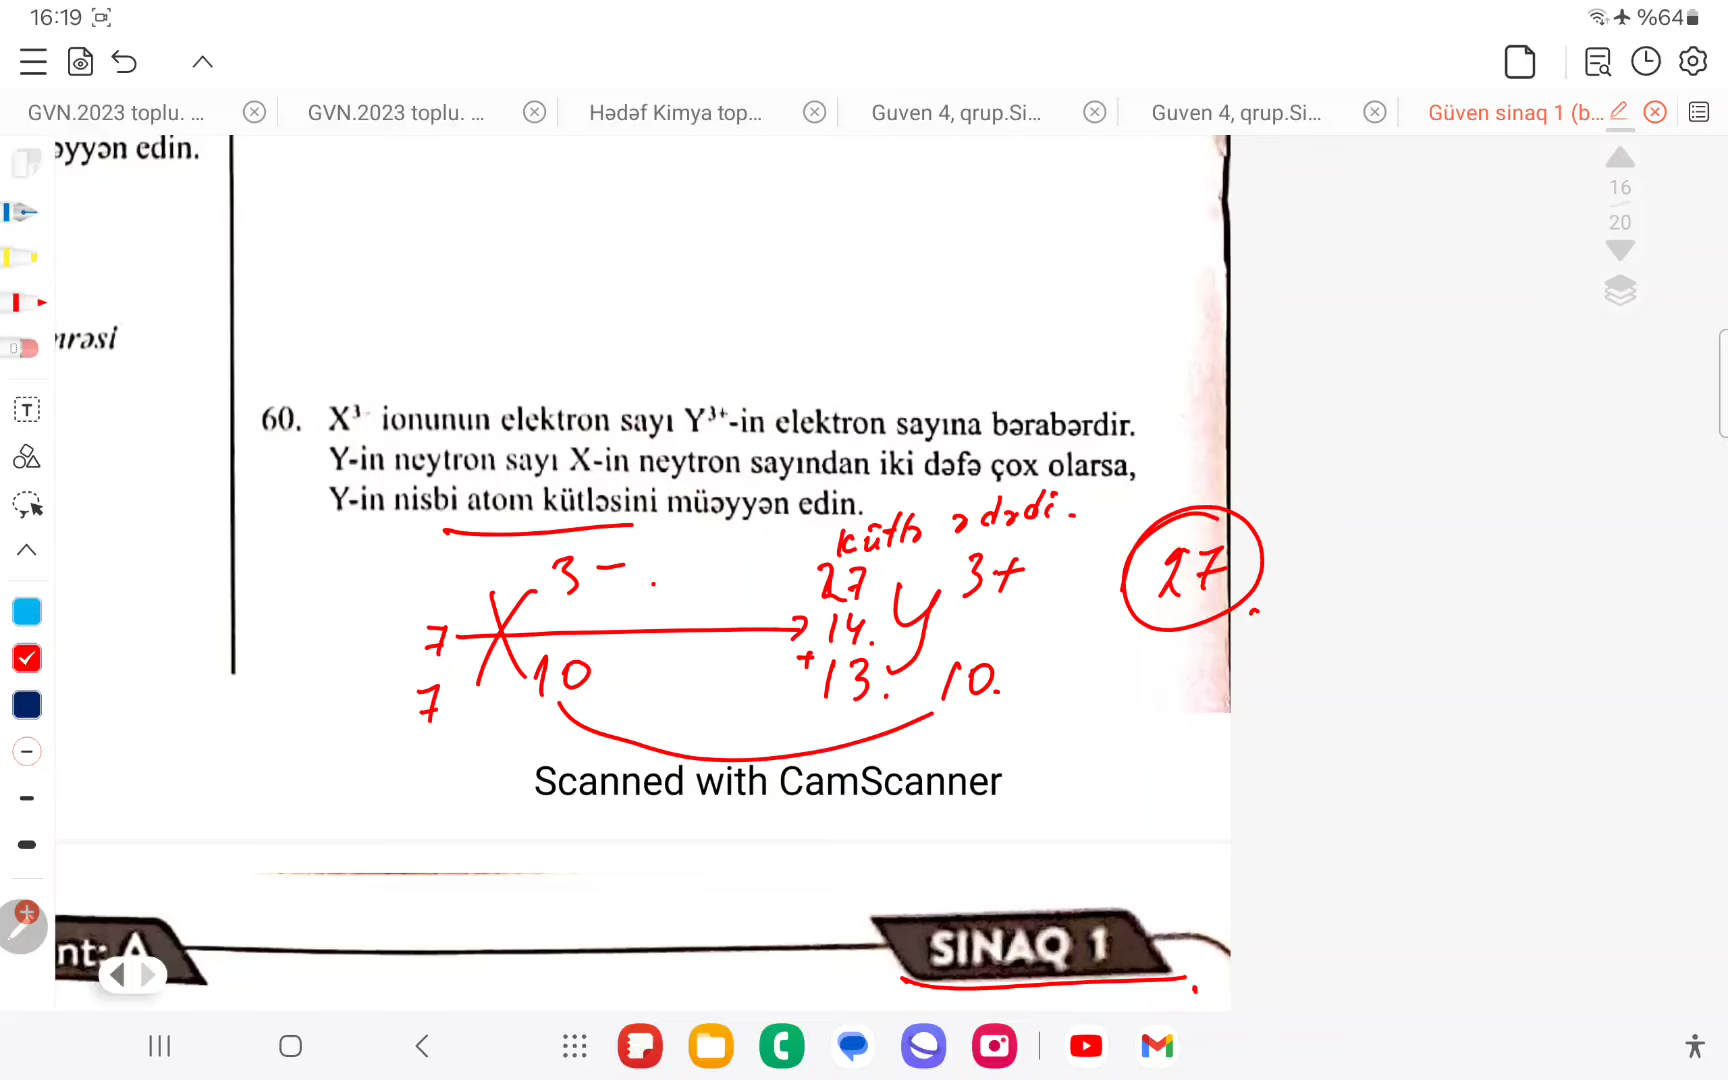 16:19
%64
GVN.2023 toplu. ...
GVN.2023 toplu. ...
Hədəf Kimya top...
Guven 4, qrup.Si...
Guven 4, qrup.Si...
Güven sinaq 1 (b...
əyyən edin.
16
20
T
60. X³⁻ ionunun elektron sayı Y³⁺-in elektron sayına bərabərdir.
Y-in neytron sayı X-in neytron sayından iki dəfə çox olarsa,
Y-in nisbi atom kütləsini müəyyən edin.
kütlə ədədi.
X 3-
7
7
10
27 Y 3+
14.
+13.
10.
27
Scanned with CamScanner
nt: A
SINAQ 1